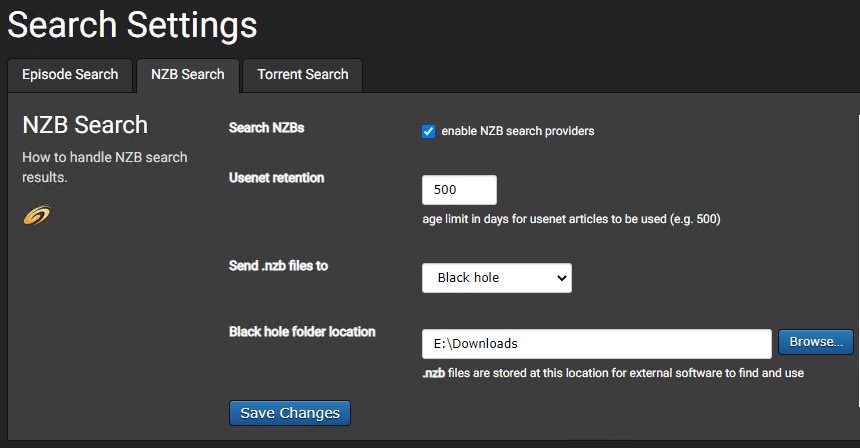 Search Settings
Episode Search
NZB Search
Torrent Search
NZB Search
How to handle NZB search
results.
Search NZBs
enable NZB search providers
Usenet retention
500
age limit in days for usenet articles to be used (e.g. 500)
Send .nzb files to
Black hole
Black hole folder location
E:\Downloads
Browse...
.nzb files are stored at this location for external software to find and use
Save Changes